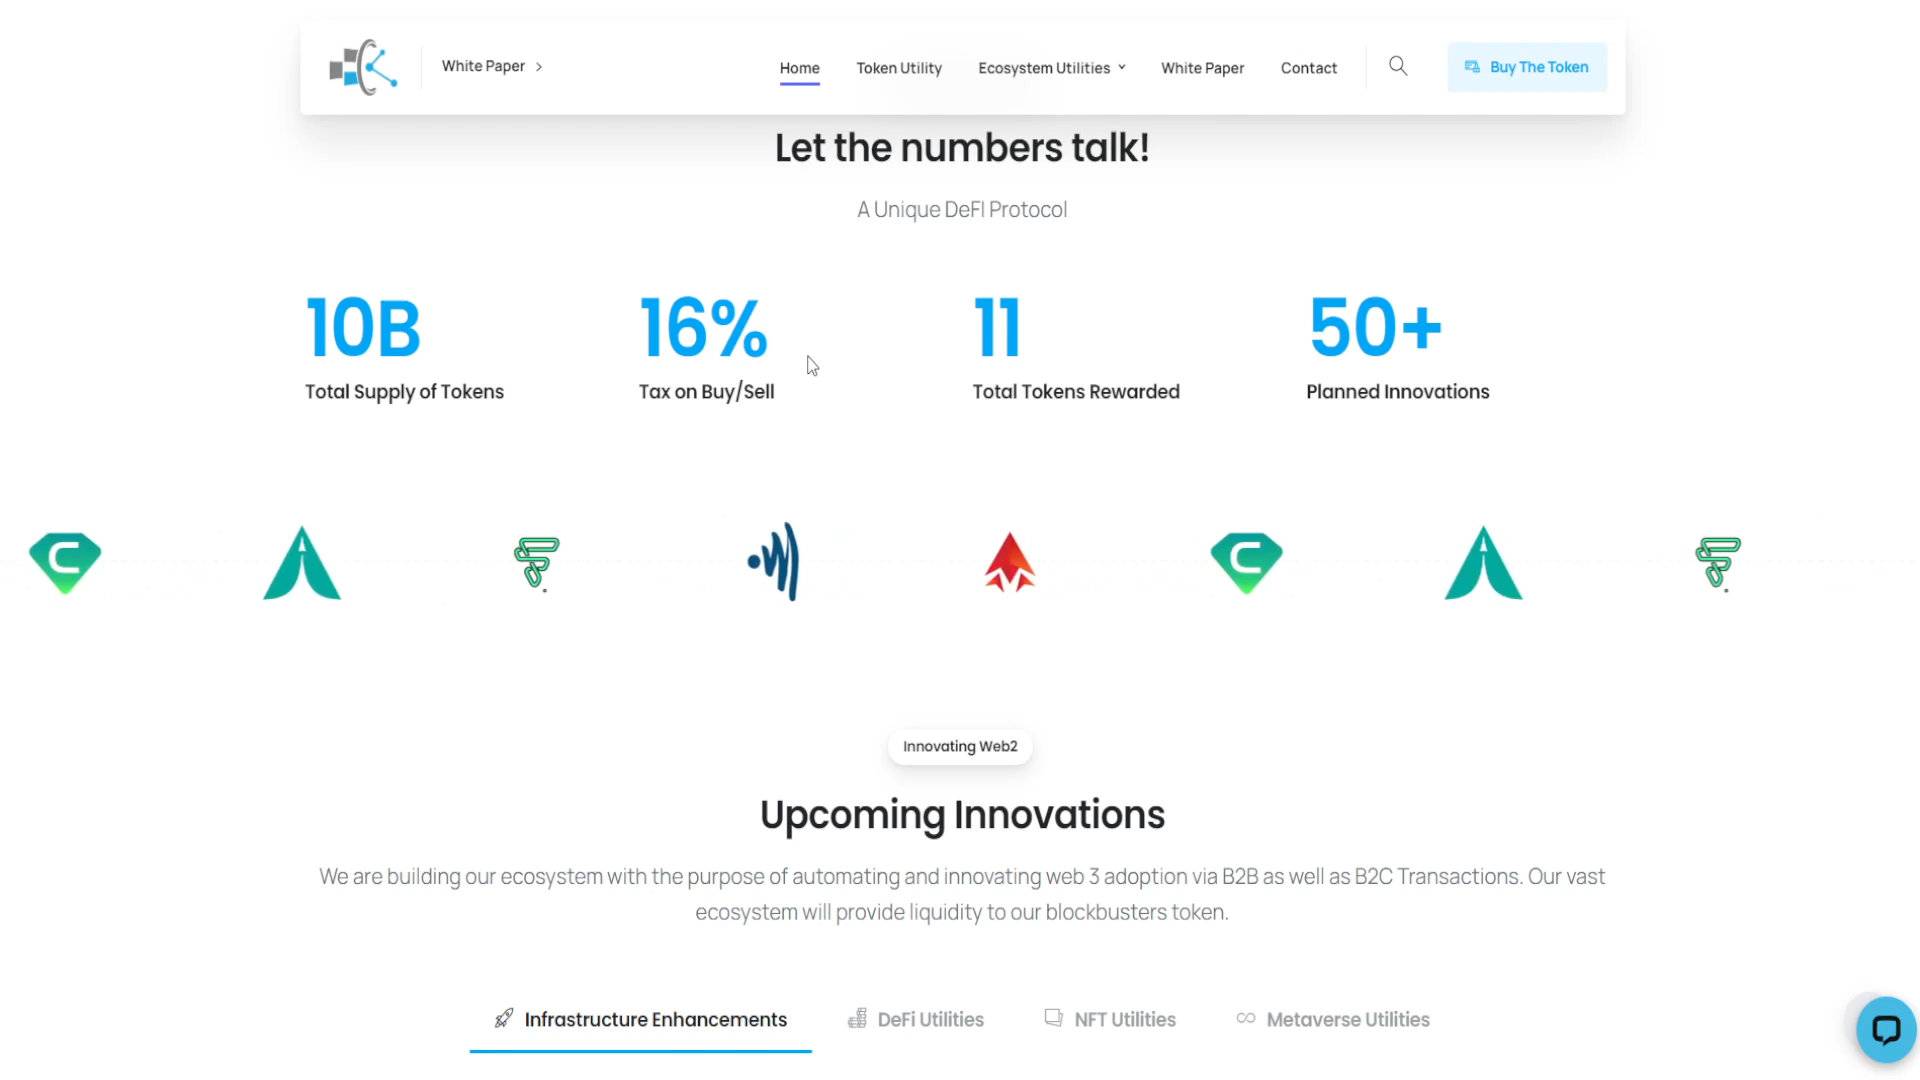 White Paper
Home
Token Utility
Ecosystem Utilities
White Paper
Contact
Buy The Token
Let the numbers talk!
A Unique DeFI Protocol
10B
Total Supply of Tokens
16%
Tax on Buy/Sell
11
Total Tokens Rewarded
50+
Planned Innovations
Innovating Web2
Upcoming Innovations
We are building our ecosystem with the purpose of automating and innovating web 3 adoption via B2B as well as B2C Transactions. Our vast
ecosystem will provide liquidity to our blockbusters token.
Infrastructure Enhancements
DeFi Utilities
NFT Utilities
Metaverse Utilities